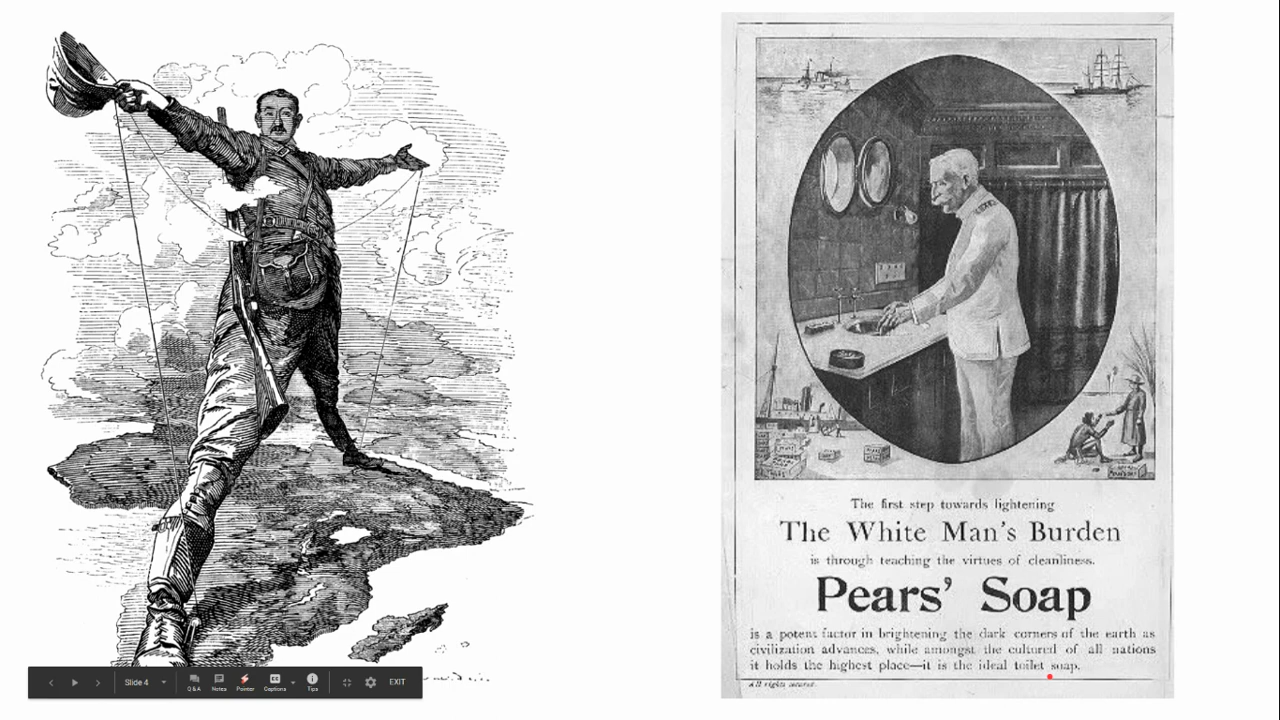 The first step towards lightening
The White Man's Burden
is through teaching the virtues of cleanliness.
Pears' Soap
is a potent factor in brightening the dark corners of the earth as
civilization advances, while amongst the cultured of all nations
it holds the highest place—it is the ideal toilet soap.
All rights secured.
Slide 4
Q&A
Notes
Pointer
Captions
Tips
EXIT